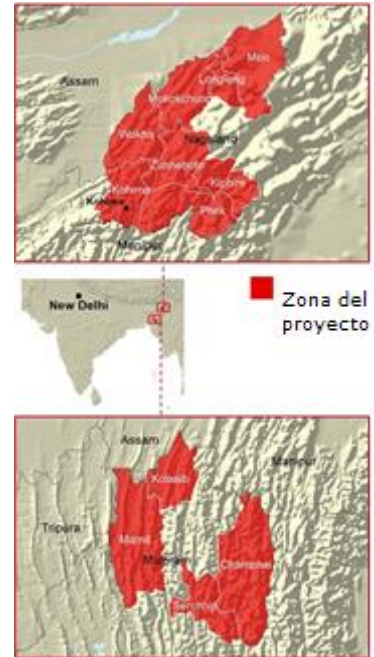 Mon
Assam
Longleng
Mokokchung
Wokha
Nagaland
Zunheboto
Kiphire
Kohima
Kohima
Phek
Manipur
New Delhi
Zona del
proyecto
Assam
Manipur
Kolasib
Tripura
Mamit
Mizoram
Champhai
Serchhip